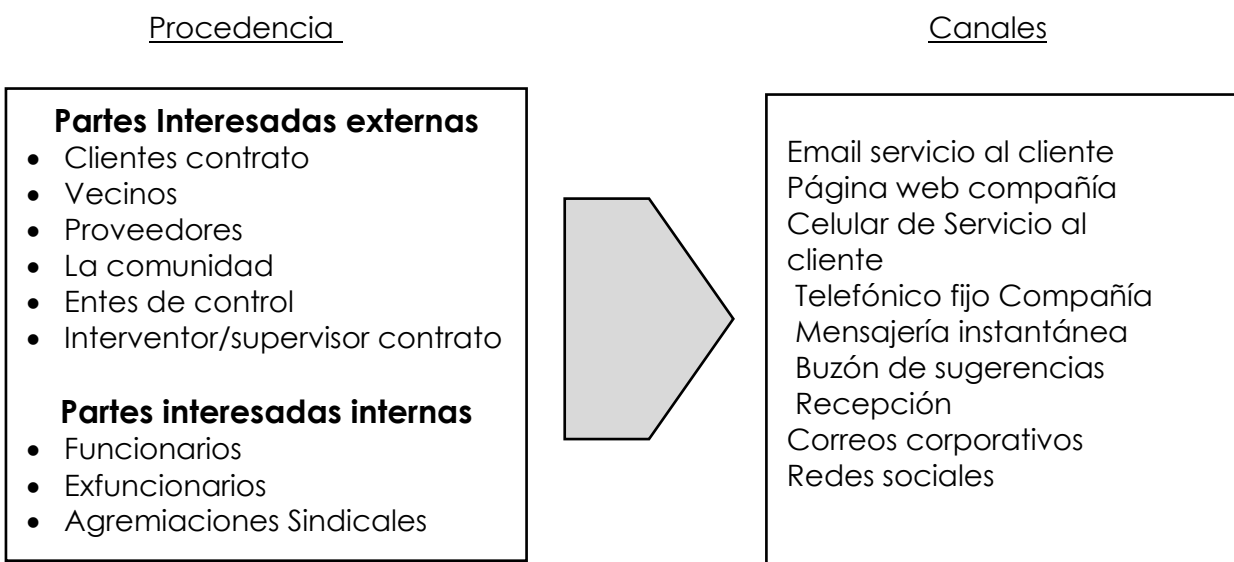 Procedencia
Canales
Partes Interesadas externas
• Clientes contrato
• Vecinos
• Proveedores
• La comunidad
• Entes de control
• Interventor/supervisor contrato
Partes interesadas internas
• Funcionarios
• Exfuncionarios
• Agremiaciones Sindicales
Email servicio al cliente
Página web compañía
Celular de Servicio al
cliente
Telefónico fijo Compañía
Mensajería instantánea
Buzón de sugerencias
Recepción
Correos corporativos
Redes sociales